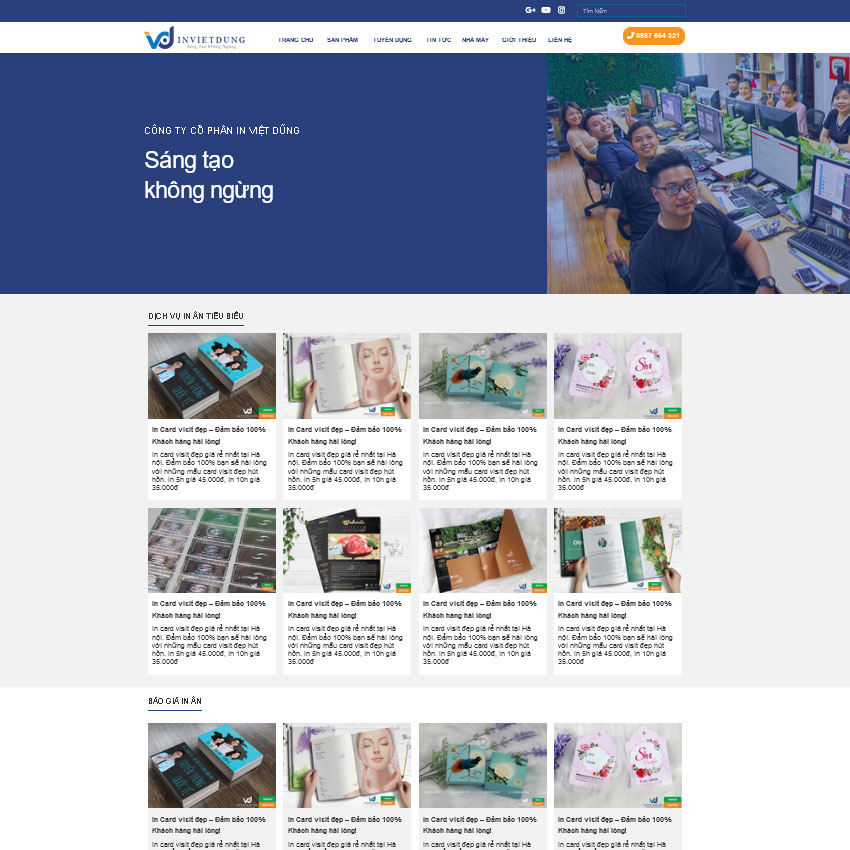 Tìm kiếm
INVIETDUNG
Sáng Tạo Không Ngừng
TRANG CHỦ SẢN PHẨM TUYỂN DỤNG TIN TỨC NHÀ MÁY GIỚI THIỆU LIÊN HỆ
0887 864 321
CÔNG TY CỔ PHẦN IN VIỆT DŨNG
Sáng tạo
không ngừng
DỊCH VỤ IN ẤN TIÊU BIỂU
In Card visit đẹp – Đảm bảo 100%
Khách hàng hài lòng!
In card visit đẹp giá rẻ nhất tại Hà
nội. Đảm bảo 100% bạn sẽ hài lòng
với những mẫu card visit đẹp hút
hồn. In 5h giá 45.000đ, in 10h giá
35.000đ
In Card visit đẹp – Đảm bảo 100%
Khách hàng hài lòng!
In card visit đẹp giá rẻ nhất tại Hà
nội. Đảm bảo 100% bạn sẽ hài lòng
với những mẫu card visit đẹp hút
hồn. In 5h giá 45.000đ, in 10h giá
35.000đ
In Card visit đẹp – Đảm bảo 100%
Khách hàng hài lòng!
In card visit đẹp giá rẻ nhất tại Hà
nội. Đảm bảo 100% bạn sẽ hài lòng
với những mẫu card visit đẹp hút
hồn. In 5h giá 45.000đ, in 10h giá
35.000đ
She
In Card visit đẹp – Đảm bảo 100%
Khách hàng hài lòng!
In card visit đẹp giá rẻ nhất tại Hà
nội. Đảm bảo 100% bạn sẽ hài lòng
với những mẫu card visit đẹp hút
hồn. In 5h giá 45.000đ, in 10h giá
35.000đ
In Card visit đẹp – Đảm bảo 100%
Khách hàng hài lòng!
In card visit đẹp giá rẻ nhất tại Hà
nội. Đảm bảo 100% bạn sẽ hài lòng
với những mẫu card visit đẹp hút
hồn. In 5h giá 45.000đ, in 10h giá
35.000đ
In Card visit đẹp – Đảm bảo 100%
Khách hàng hài lòng!
In card visit đẹp giá rẻ nhất tại Hà
nội. Đảm bảo 100% bạn sẽ hài lòng
với những mẫu card visit đẹp hút
hồn. In 5h giá 45.000đ, in 10h giá
35.000đ
In Card visit đẹp – Đảm bảo 100%
Khách hàng hài lòng!
In card visit đẹp giá rẻ nhất tại Hà
nội. Đảm bảo 100% bạn sẽ hài lòng
với những mẫu card visit đẹp hút
hồn. In 5h giá 45.000đ, in 10h giá
35.000đ
In Card visit đẹp – Đảm bảo 100%
Khách hàng hài lòng!
In card visit đẹp giá rẻ nhất tại Hà
nội. Đảm bảo 100% bạn sẽ hài lòng
với những mẫu card visit đẹp hút
hồn. In 5h giá 45.000đ, in 10h giá
35.000đ
BÁO GIÁ IN ẤN
In Card visit đẹp – Đảm bảo 100%
Khách hàng hài lòng!
In card visit đẹp giá rẻ nhất tại Hà
In Card visit đẹp – Đảm bảo 100%
Khách hàng hài lòng!
In card visit đẹp giá rẻ nhất tại Hà
In Card visit đẹp – Đảm bảo 100%
Khách hàng hài lòng!
In card visit đẹp giá rẻ nhất tại Hà
She
In Card visit đẹp – Đảm bảo 100%
Khách hàng hài lòng!
In card visit đẹp giá rẻ nhất tại Hà